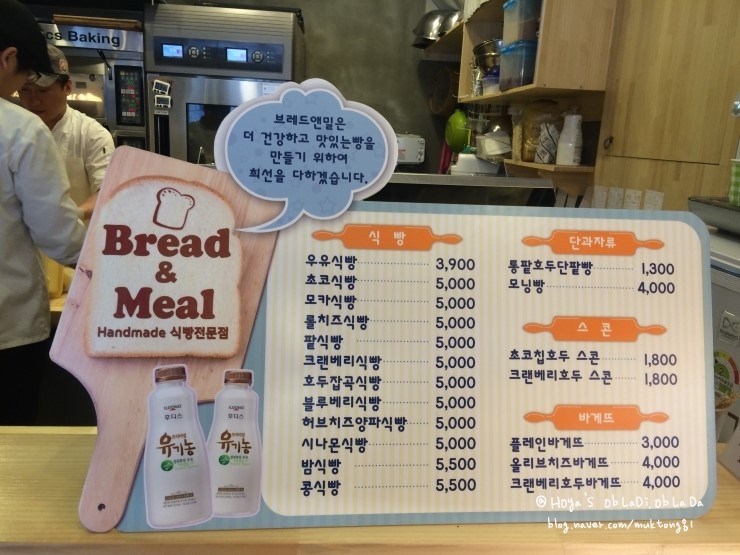 cs Baking
브레드앤밀은
더 건강하고 맛있는빵을
만들기 위하여
최선을 다하겠습니다.
Bread
&
Meal
Handmade 식빵전문점
후디스
유기농
후디스
유기농
식 빵
우유식빵 3,900
초코식빵 5,000
모카식빵 5,000
롤치즈식빵 5,000
팥식빵 5,000
크랜베리식빵 5,000
호두잡곡식빵 5,000
블루베리식빵 5,000
허브치즈양파식빵 5,000
시나몬식빵 5,000
밤식빵 5,500
콩식빵 5,500
단과자류
통팥호두단팥빵 1,300
모닝빵 4,000
스 콘
초코칩호두 스콘 1,800
크랜베리호두 스콘 1,800
바게뜨
플레인바게뜨 3,000
올리브치즈바게뜨 4,000
크랜베리호두바게뜨 4,000
@Hoya's obLaDi,obLaDa
blog.naver.com/muktong81